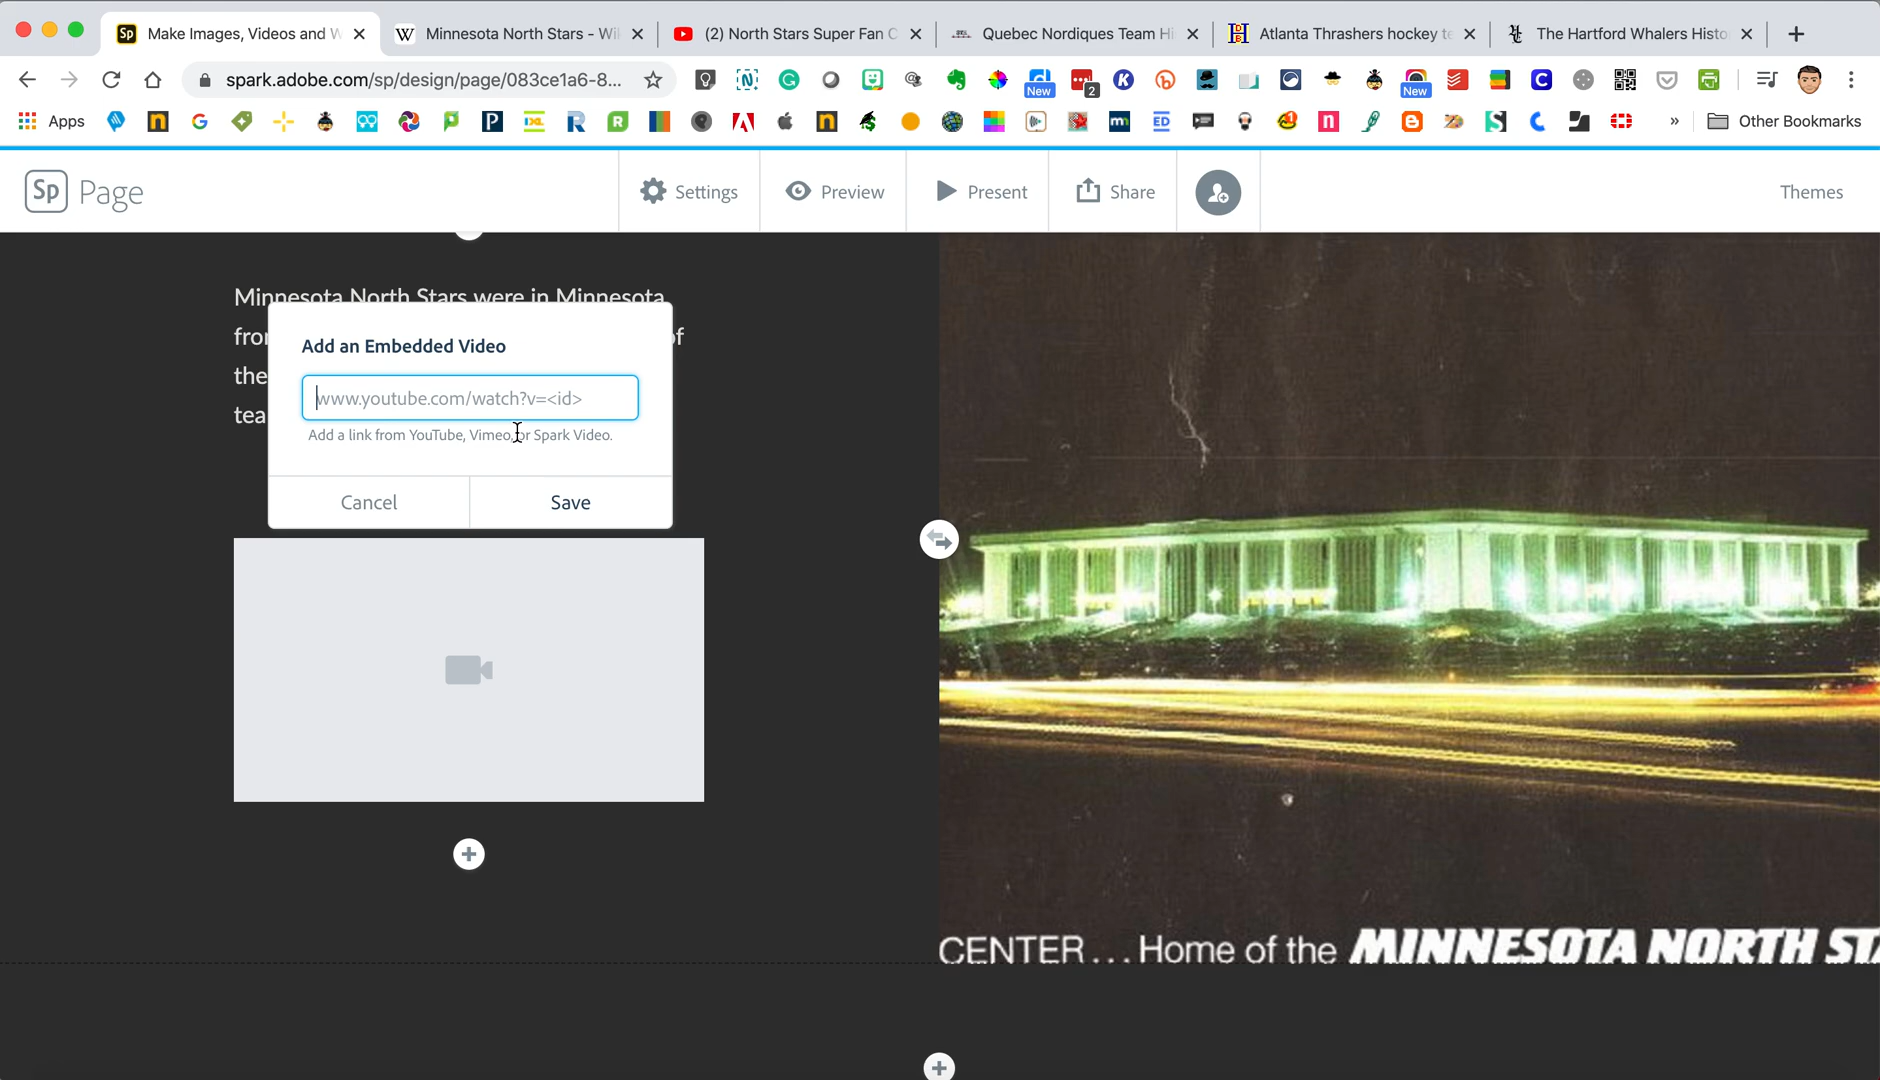 Sp
Make Images, Videos and W
W
Minnesota North Stars - Wi
(2) North Stars Super Fan C
Quebec Nordiques Team Hi
Atlanta Thrashers hockey te
The Hartford Whalers Histo
spark.adobe.com/sp/design/page/083ce1a6-8...
New
2
New
Apps
Other Bookmarks
Sp Page
Settings
Preview
Present
Share
Themes
Minnesota North Stars were in Minnesota
of
the
tea
Add an Embedded Video
www.youtube.com/watch?v=<id>
Add a link from YouTube, Vimeo, or Spark Video.
Cancel
Save
CENTER... Home of the MINNESOTA NORTH STA